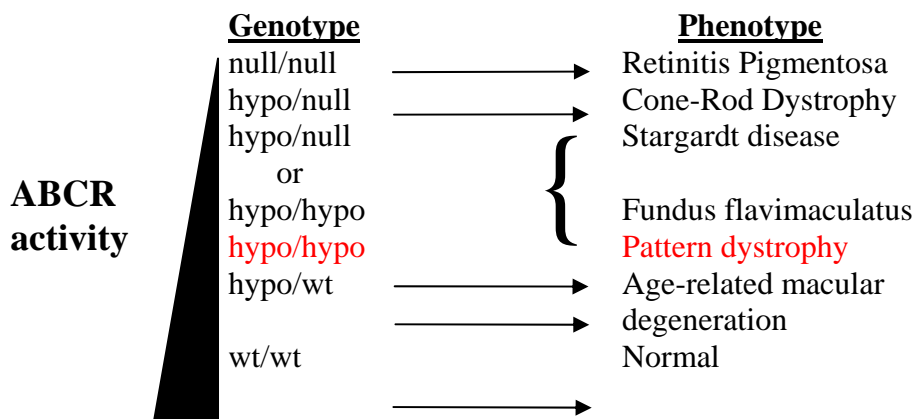 Genotype Phenotype
null/null Retinitis Pigmentosa
hypo/null Cone-Rod Dystrophy
hypo/null Stargardt disease
or
ABCR
hypo/hypo Fundus flavimaculatus
activity
hypo/hypo Pattern dystrophy
hypo/wt Age-related macular
degeneration
wt/wt Normal